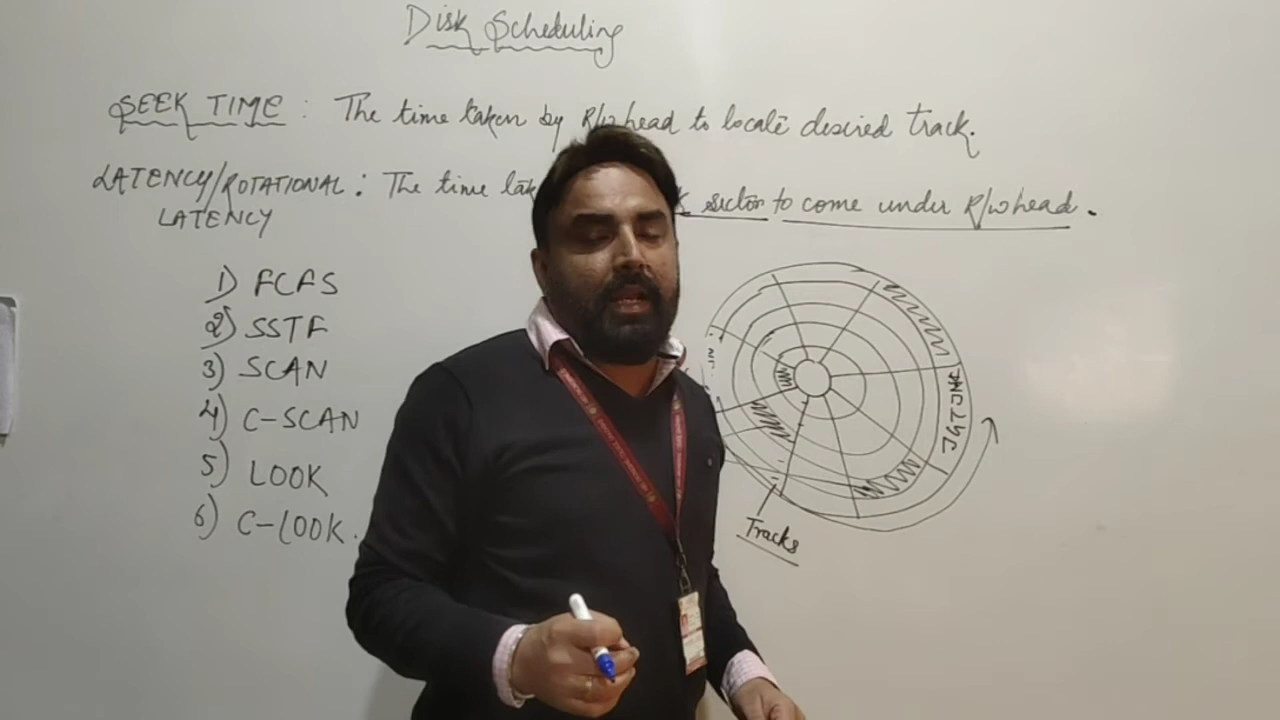 Disk Scheduling
SEEK TIME : The time taken by R/w head to locate desired track.
LATENCY/ROTATIONAL : The time tak sector to come under R/w head.
LATENCY
1) FCFS
2) SSTF
3) SCAN
4) C-SCAN
5) LOOK
6) C-LOOK.
Tracks